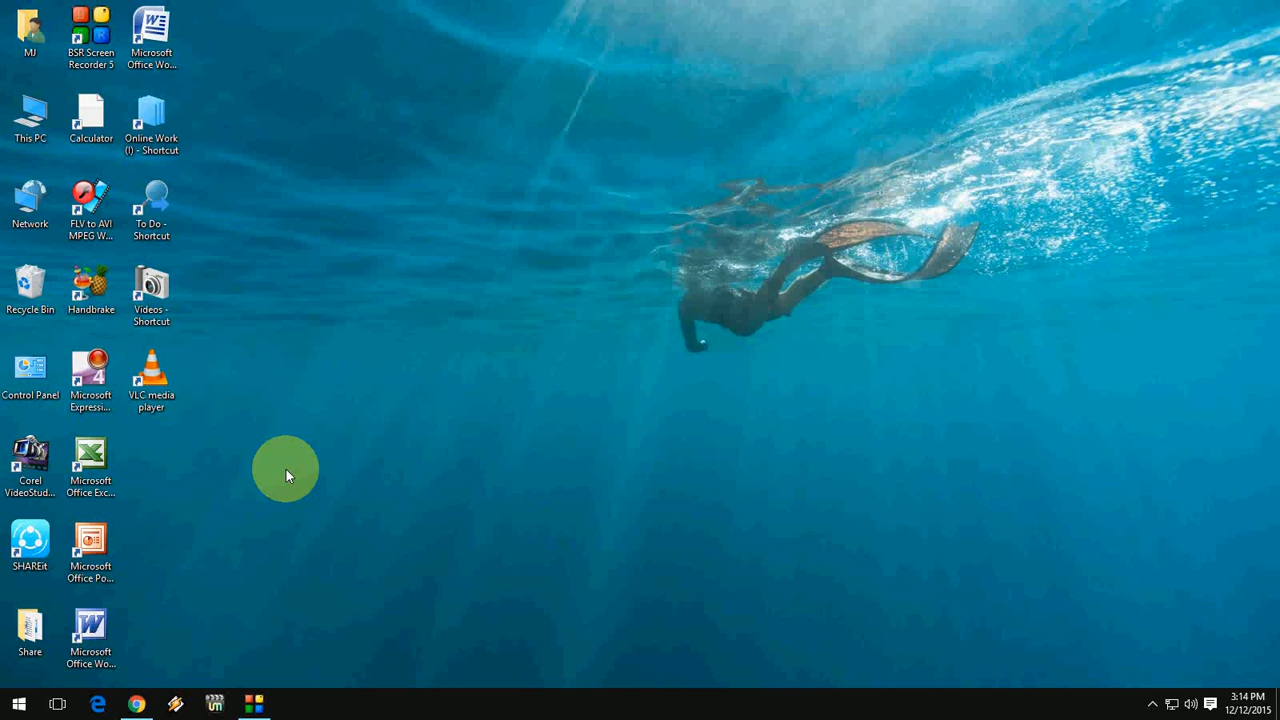 MJ
BSR Screen
Recorder 5
Microsoft
Office Wo...
This PC
Calculator
Online Work
(I) - Shortcut
Network
FLV to AVI
MPEG W...
To Do -
Shortcut
Recycle Bin
Handbrake
Videos -
Shortcut
Control Panel
Microsoft
Expressi...
VLC media
player
Corel
VideoStud...
Microsoft
Office Exc...
SHAREit
Microsoft
Office Po...
Share
Microsoft
Office Wo...
3:14 PM
12/12/2015